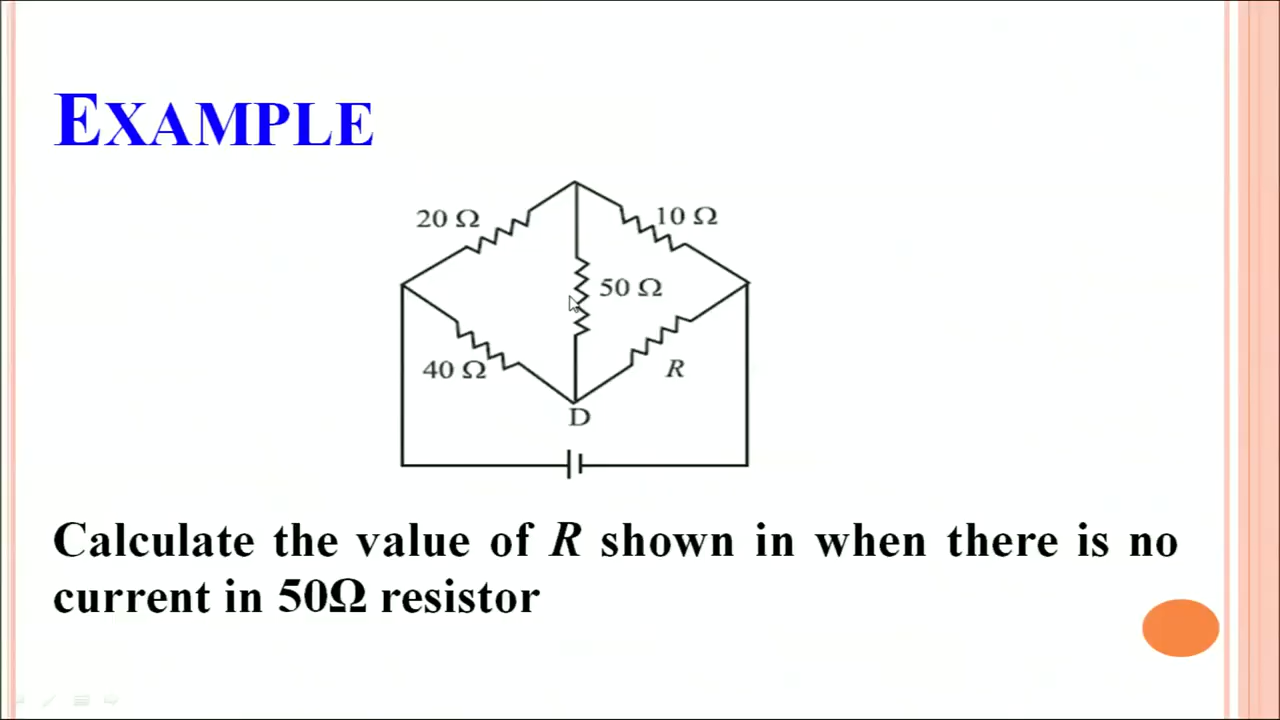 EXAMPLE
20 Ω
10 Ω
50 Ω
40 Ω
R
D
Calculate the value of R shown in when there is no
current in 50Ω resistor